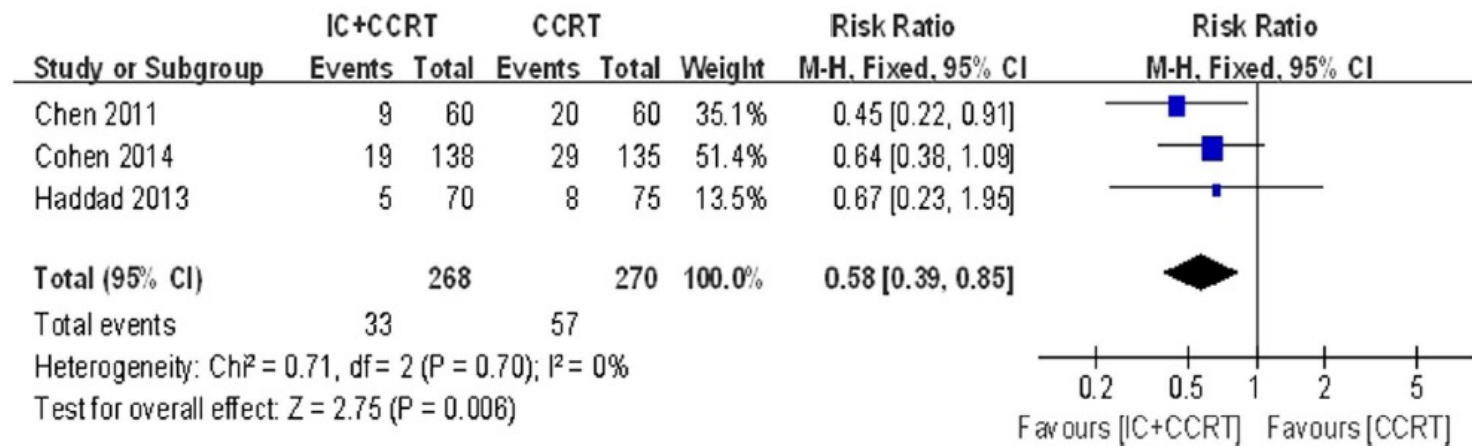 IC+CCRT CCRT Risk Ratio Risk Ratio
Study or Subgroup Events Total Events Total Weight M-H, Fixed, 95% CI M-H, Fixed, 95% CI
Chen 2011 9 60 20 60 35.1% 0.45 [0.22, 0.91]
Cohen 2014 19 138 29 135 51.4% 0.64 [0.38, 1.09]
Haddad 2013 5 70 8 75 13.5% 0.67 [0.23, 1.95]
Total (95% CI) 268 270 100.0% 0.58 [0.39, 0.85]
Total events 33 57
Heterogeneity: Chi² = 0.71, df = 2 (P = 0.70); I² = 0%
Test for overall effect: Z = 2.75 (P = 0.006)
0.2 0.5 1 2 5
Favours [IC+CCRT] Favours [CCRT]